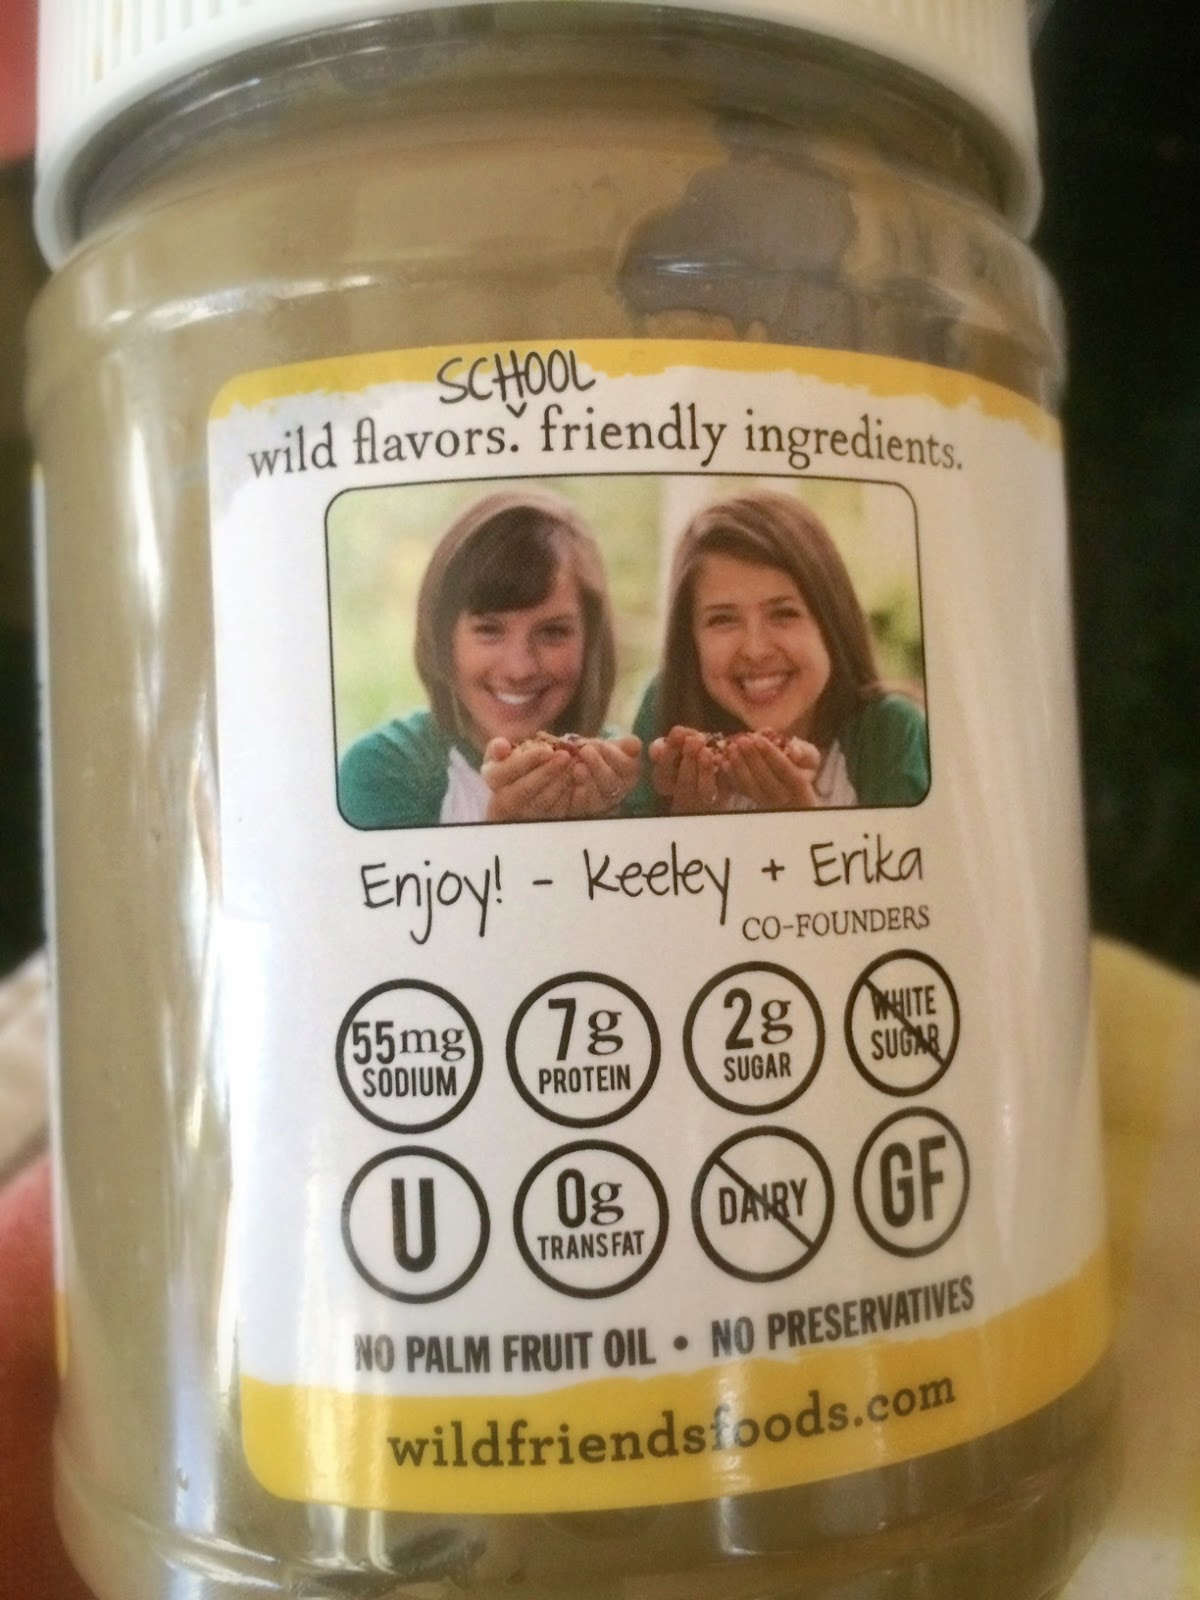 SCHOOL
wild flavors. friendly ingredients.
Enjoy! - Keeley + Erika
CO-FOUNDERS
55mg
SODIUM
7g
PROTEIN
2g
SUGAR
WHITE
SUGAR
U
0g
TRANS FAT
DAIRY
GF
NO PALM FRUIT OIL • NO PRESERVATIVES
wildfriendsfoods.com